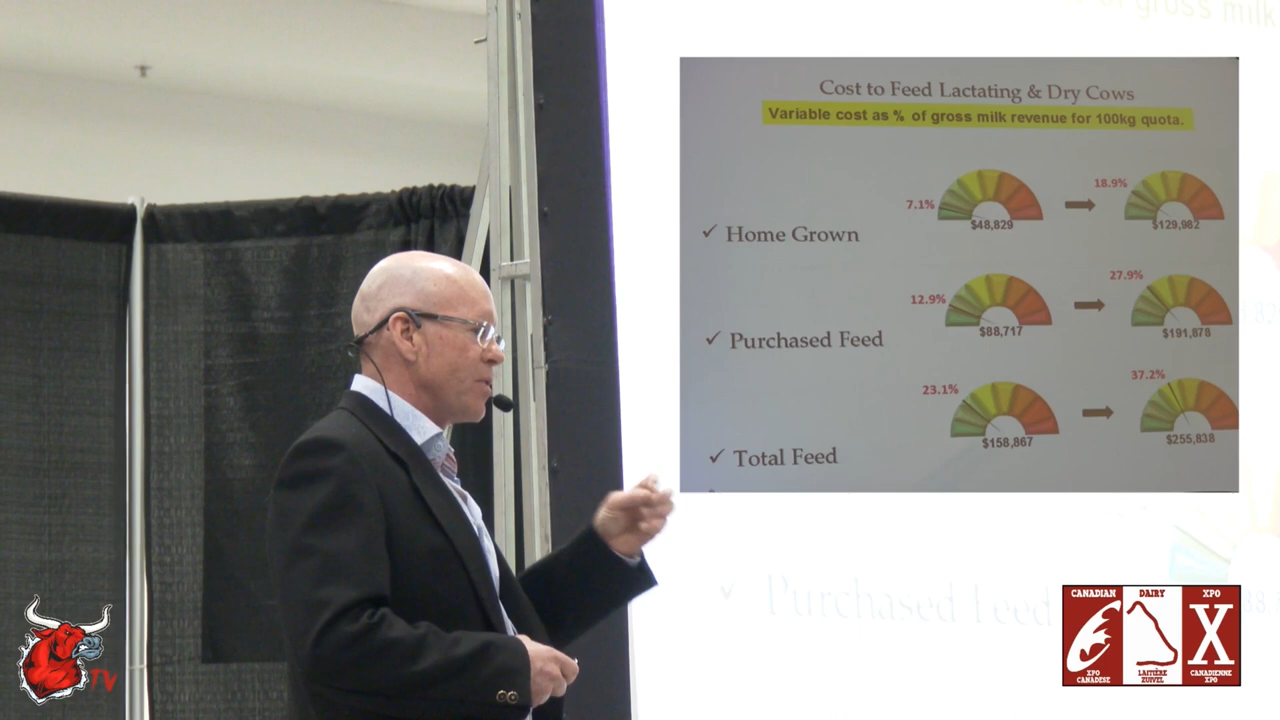 of gross milk
Cost to Feed Lactating & Dry Cows
Variable cost as % of gross milk revenue for 100kg quota.
7.1%
18.9%
$48,829
$129,982
✓ Home Grown
12.9%
27.9%
$88,717
$191,878
✓ Purchased Feed
23.1%
37.2%
$158,867
$255,838
✓ Total Feed
✓ Purchased Feed
TV
CANADIAN DAIRY XPO
X
XPO CANADESE
LAITIÈRE ZUIVEL
CANADIENNE XPO